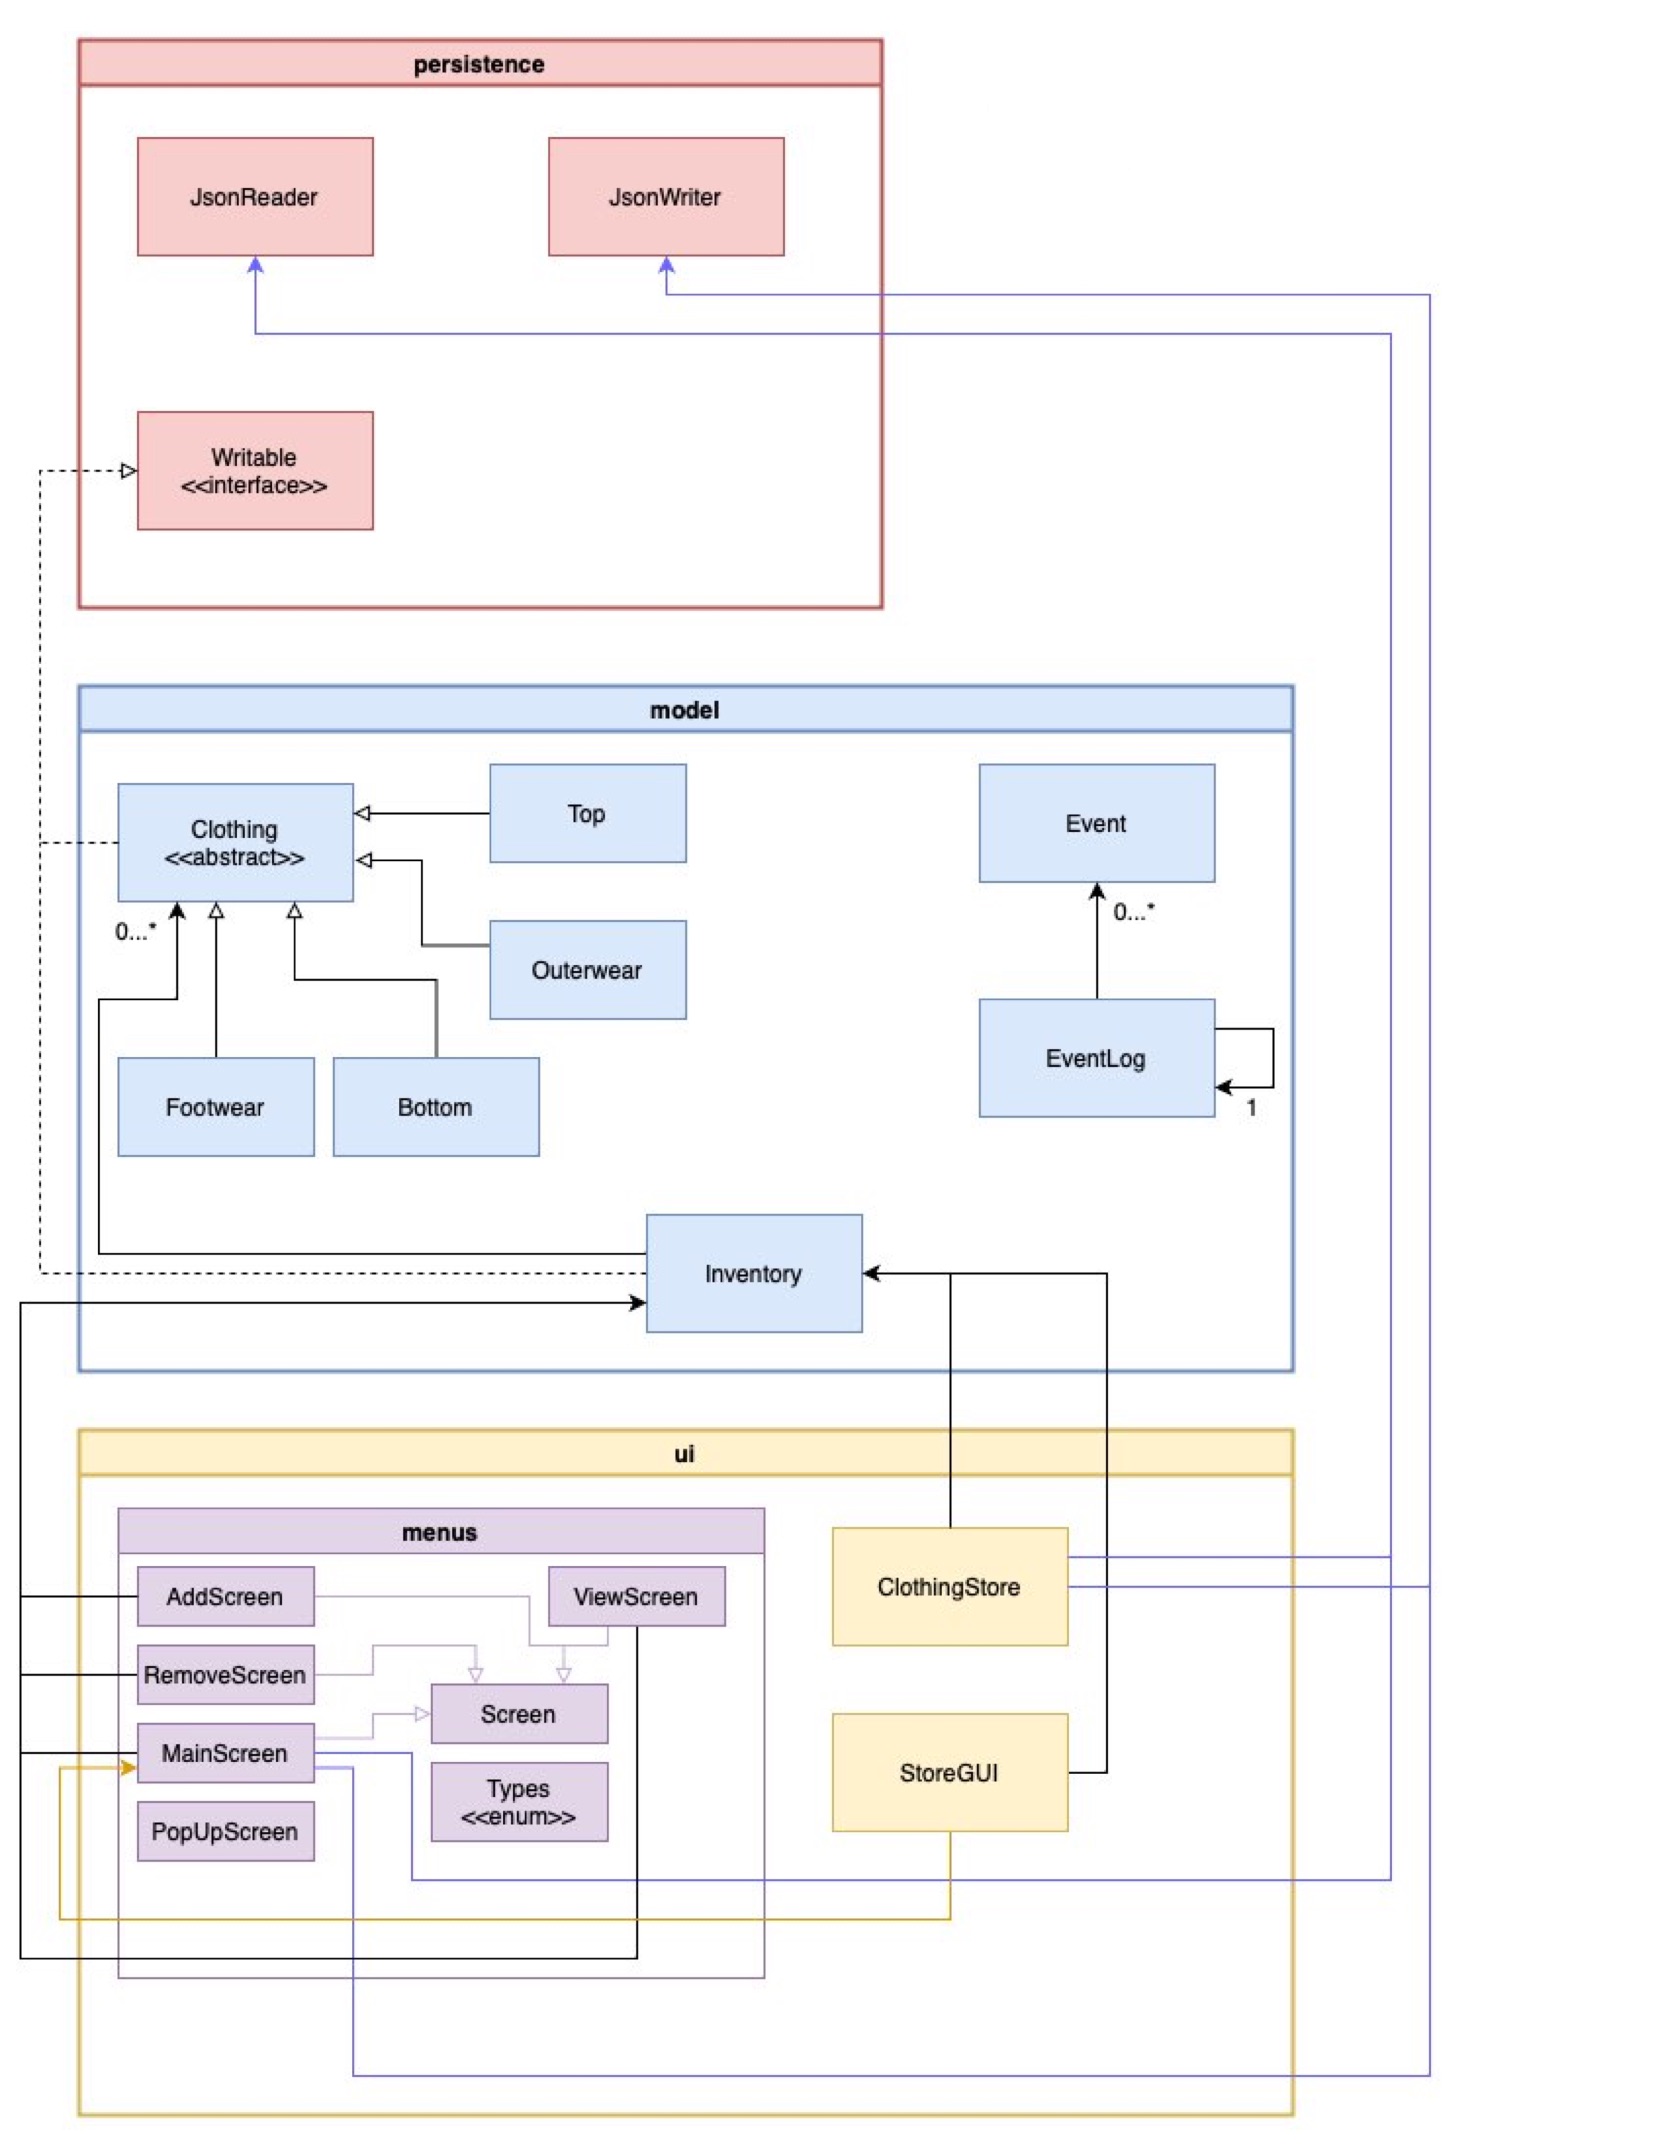 persistence
JsonReader
JsonWriter
Writable
<<interface>>
model
Clothing
<<abstract>>
Top
Event
0...*
0...*
Outerwear
EventLog
1
Footwear
Bottom
Inventory
ui
menus
AddScreen
ViewScreen
ClothingStore
RemoveScreen
Screen
MainScreen
StoreGUI
Types
<<enum>>
PopUpScreen